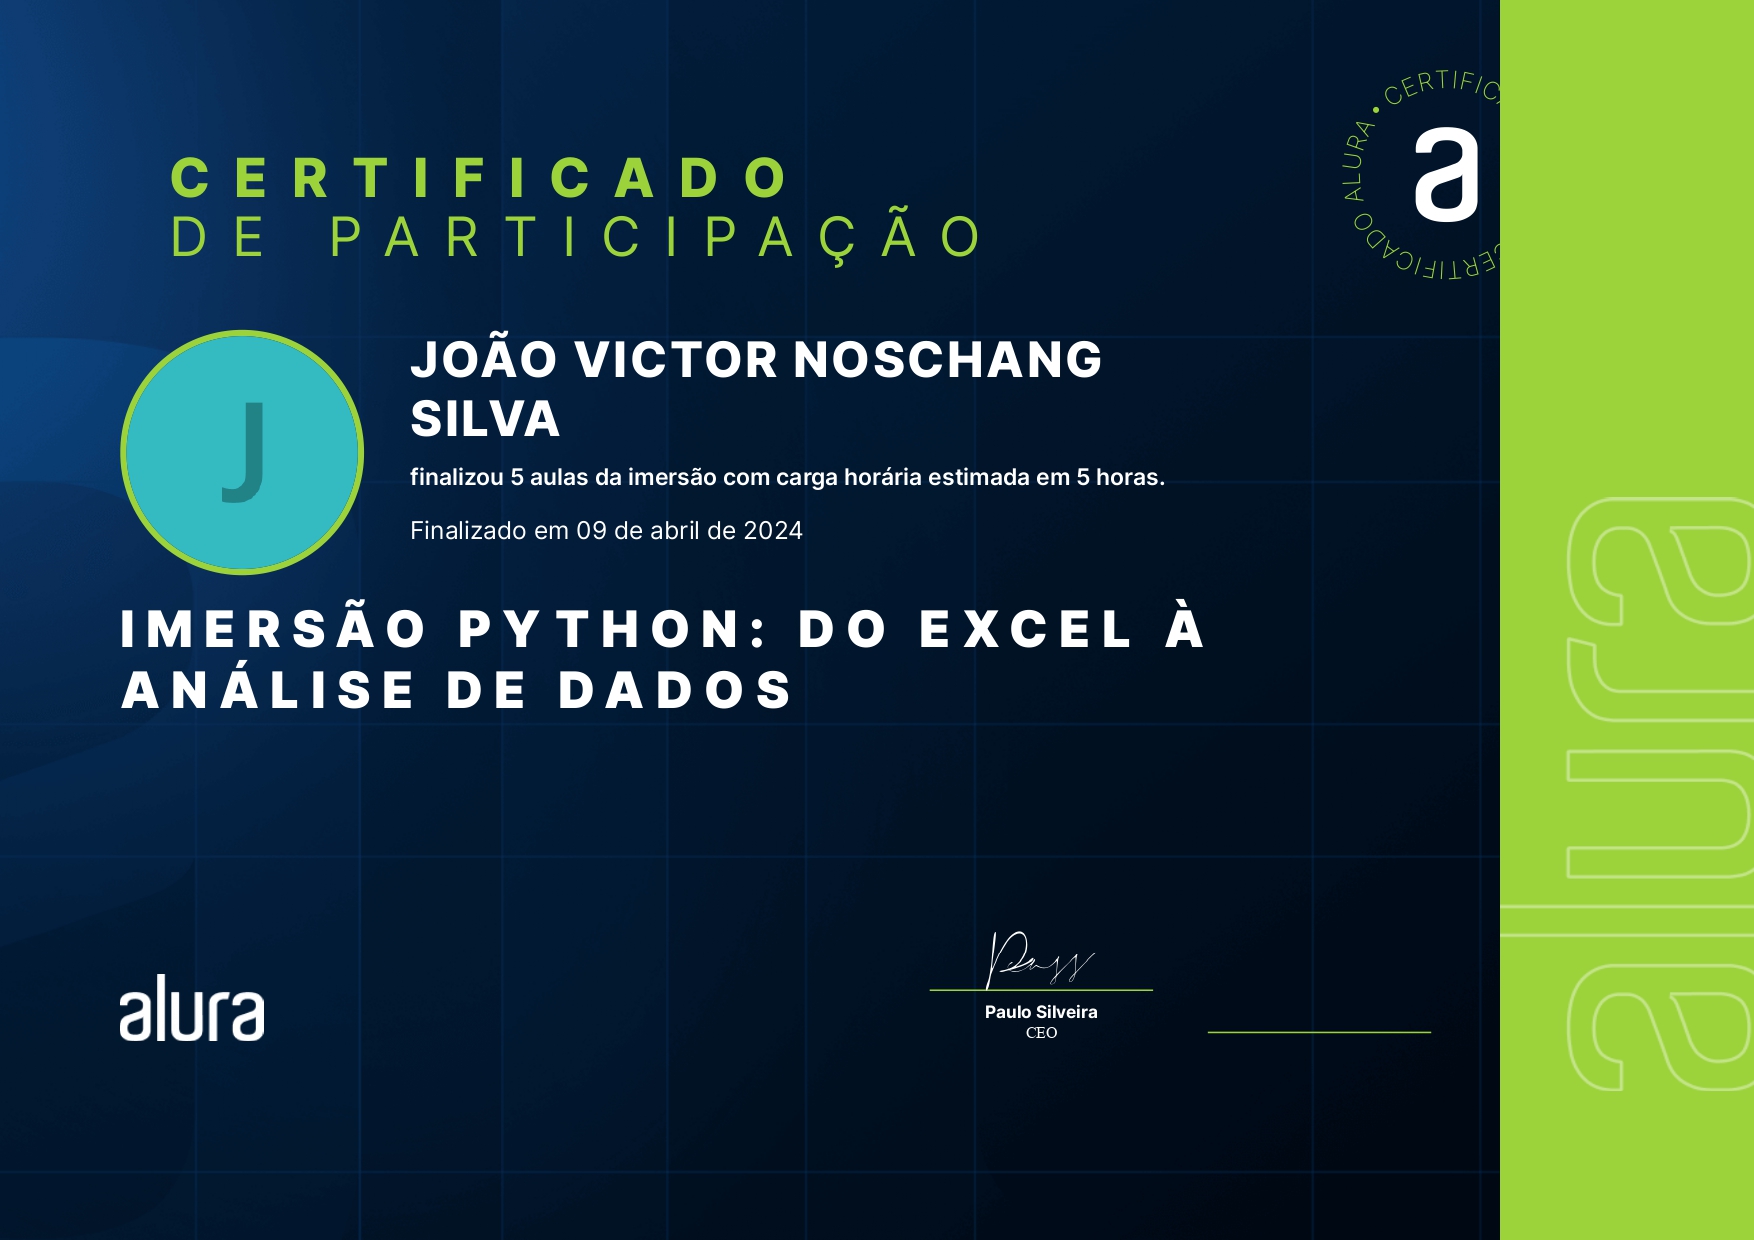 CERTIFICADO
DE PARTICIPAÇÃO
CERTIFICADO ALURA • CERTIFICA
a
J
JOÃO VICTOR NOSCHANG
SILVA
finalizou 5 aulas da imersão com carga horária estimada em 5 horas.
Finalizado em 09 de abril de 2024
IMERSÃO PYTHON: DO EXCEL À
ANÁLISE DE DADOS
alura
Paulo Silveira
CEO
alura